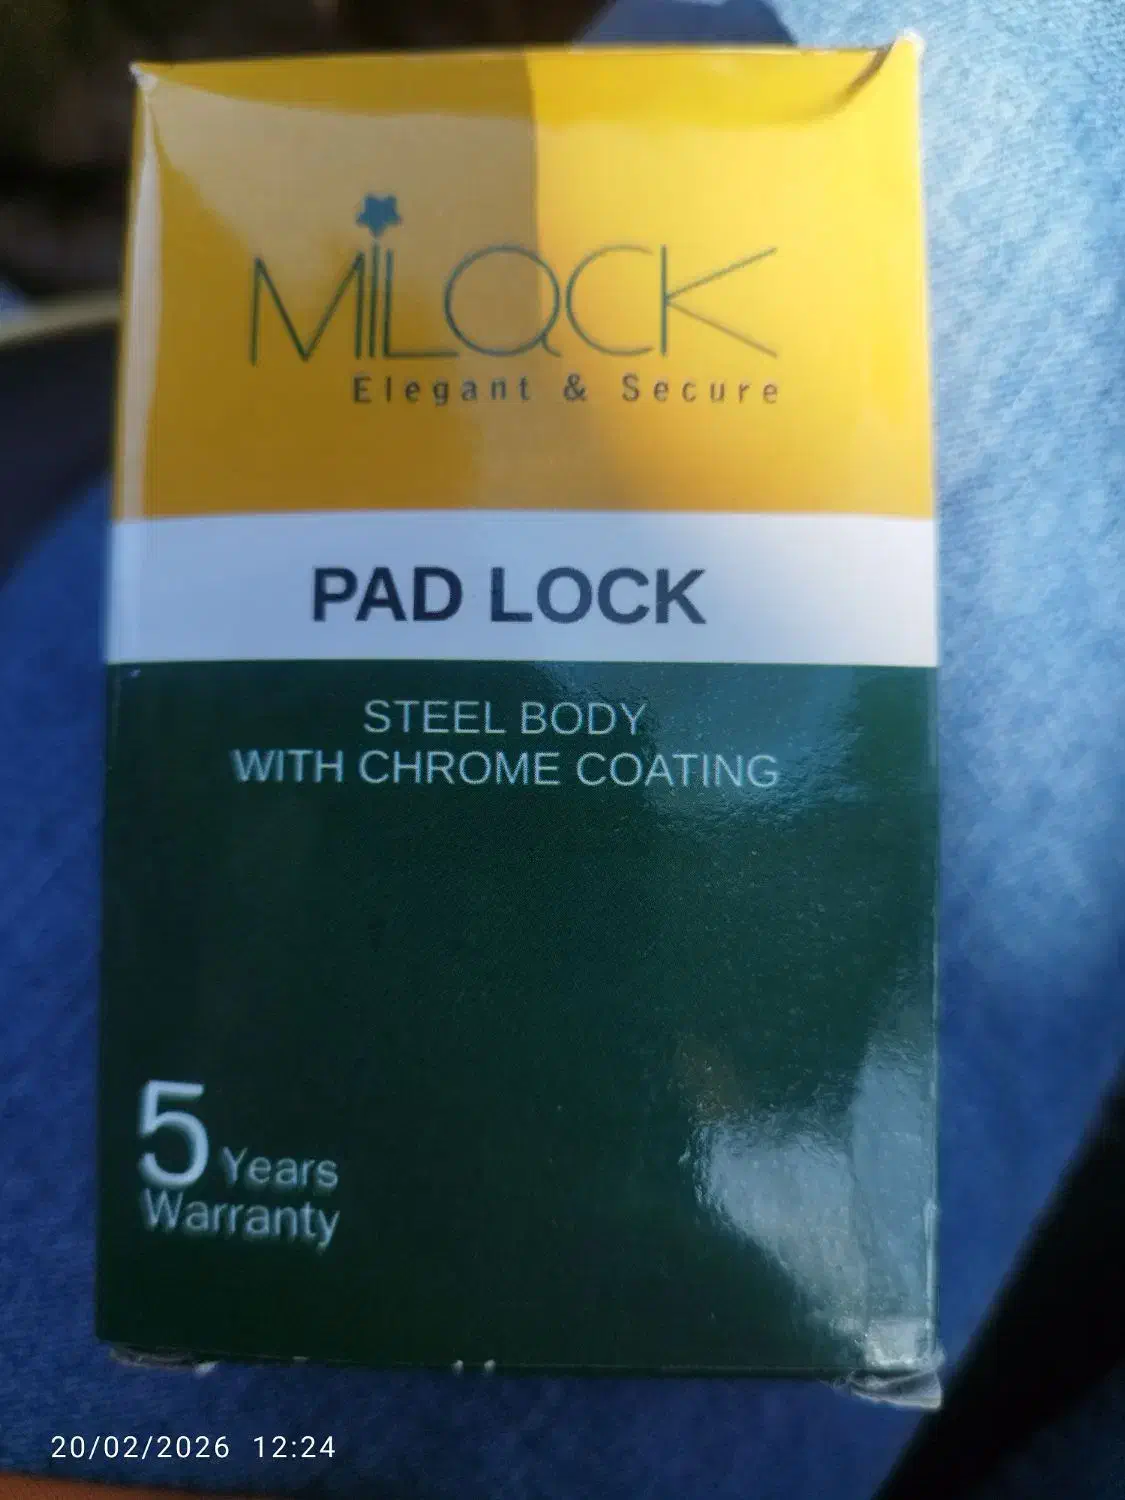 MILOCK
Elegant & Secure
PAD LOCK
STEEL BODY
WITH CHROME COATING
5 Years
Warranty
20/02/2026 12:24